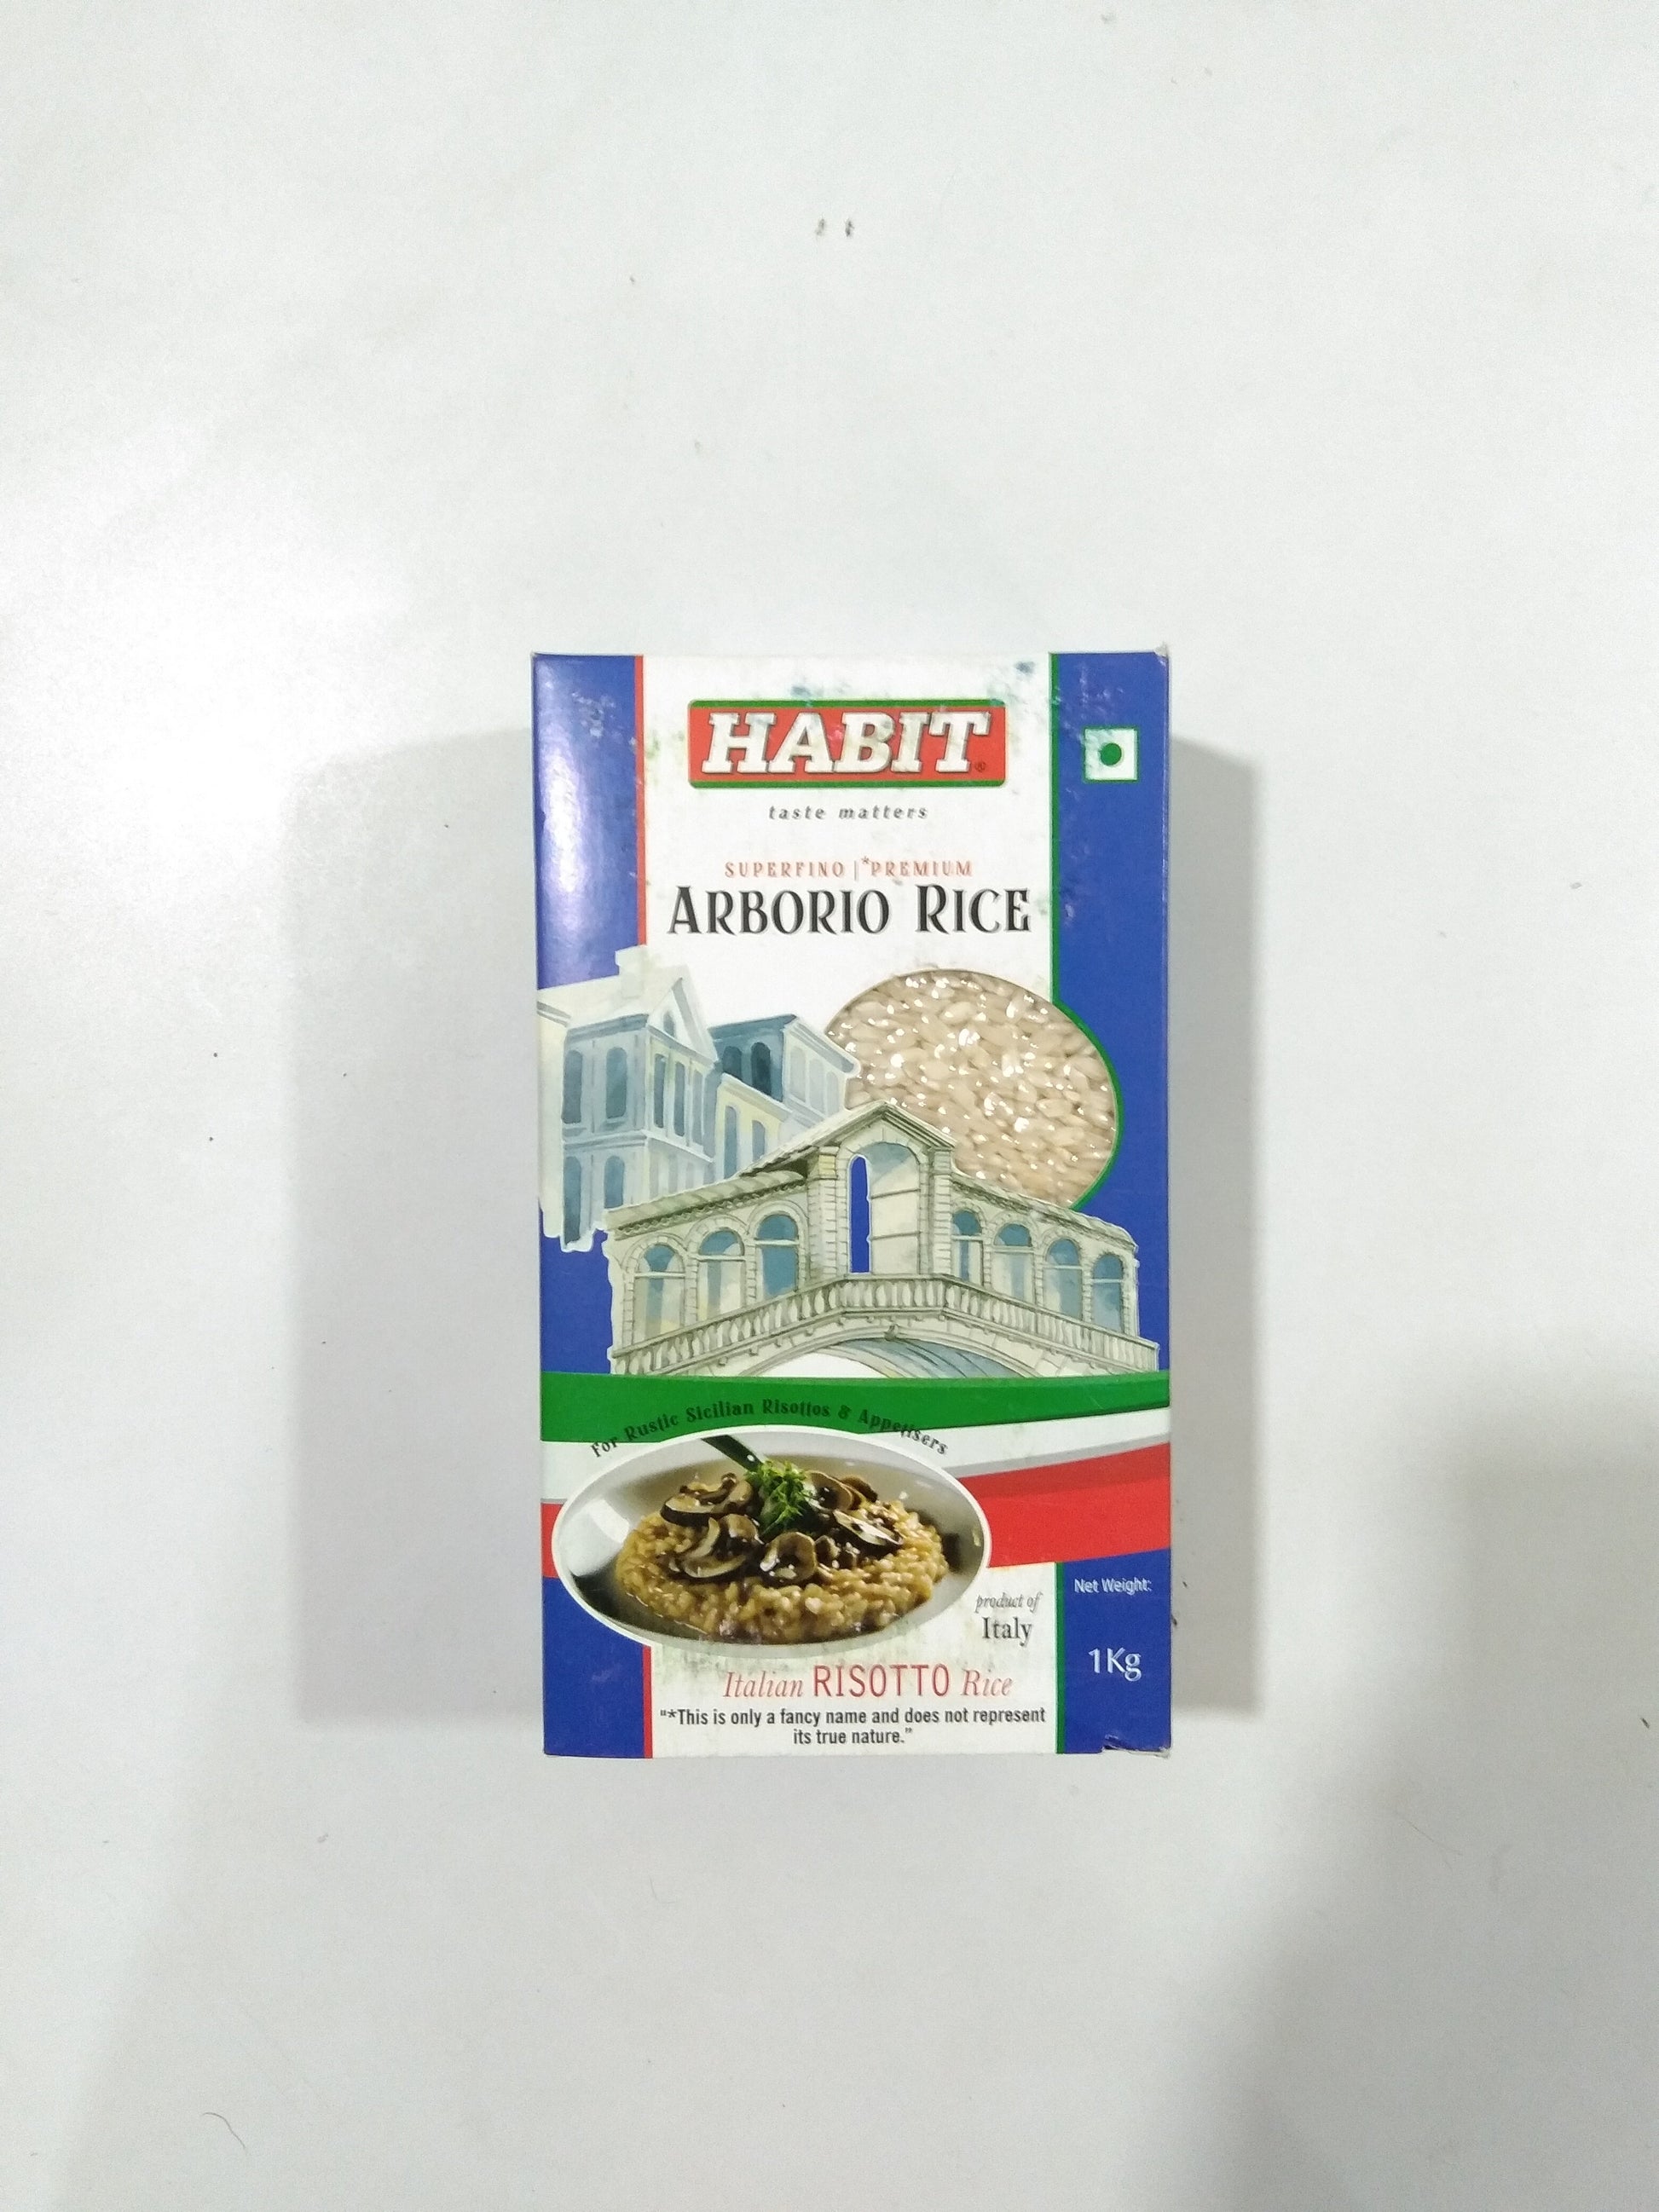 HABIT®
taste matters
SUPERFINO | *PREMIUM
ARBORIO RICE
For Rustic Sicilian Risottos & Appetisers
product of
Italy
Net Weight:
1Kg
Italian RISOTTO Rice
"*This is only a fancy name and does not represent
its true nature."